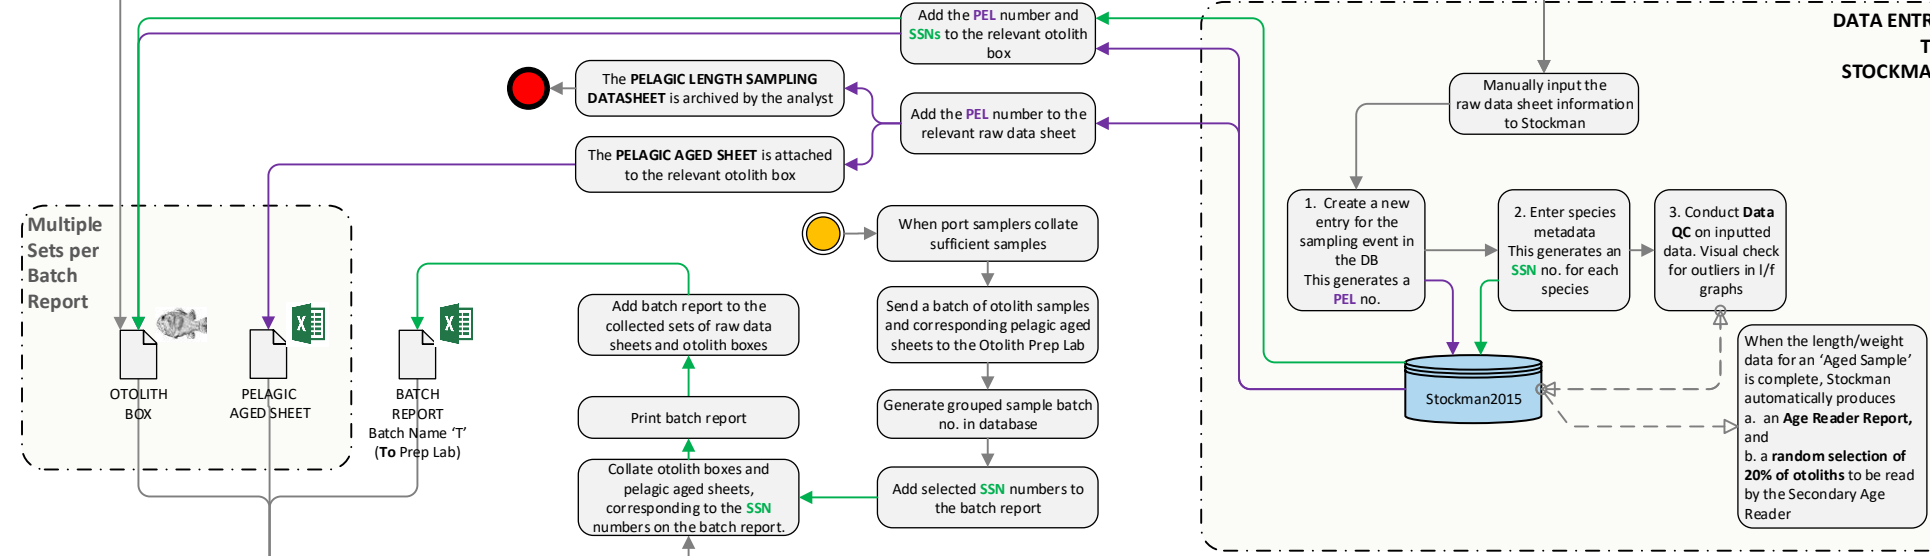 Add the PEL number and
SSNs to the relevant otolith
box
DATA ENTR
T
STOCKMA
The PELAGIC LENGTH SAMPLING
DATASHEET is archived by the analyst
Manually input the
raw data sheet information
to Stockman
Add the PEL number to the
relevant raw data sheet
The PELAGIC AGED SHEET is attached
to the relevant otolith box
Multiple
Sets per
Batch
Report
When port samplers collate
sufficient samples
1. Create a new
entry for the
sampling event in
the DB
This generates a
PEL no.
2. Enter species
metadata
This generates an
SSN no. for each
species
3. Conduct Data
QC on inputted
data. Visual check
for outliers in l/f
graphs
Add batch report to the
collected sets of raw data
sheets and otolith boxes
Send a batch of otolith samples
and corresponding pelagic aged
sheets to the Otolith Prep Lab
When the length/weight
data for an ‘Aged Sample’
is complete, Stockman
automatically produces
a. an Age Reader Report,
and
b. a random selection of
20% of otoliths to be read
by the Secondary Age
Reader
X
X
OTOLITH
BOX
PELAGIC
AGED SHEET
BATCH
REPORT
Batch Name ‘T’
(To Prep Lab)
Print batch report
Generate grouped sample batch
no. in database
Stockman2015
Collate otolith boxes and
pelagic aged sheets,
corresponding to the SSN
numbers on the batch report.
Add selected SSN numbers to
the batch report